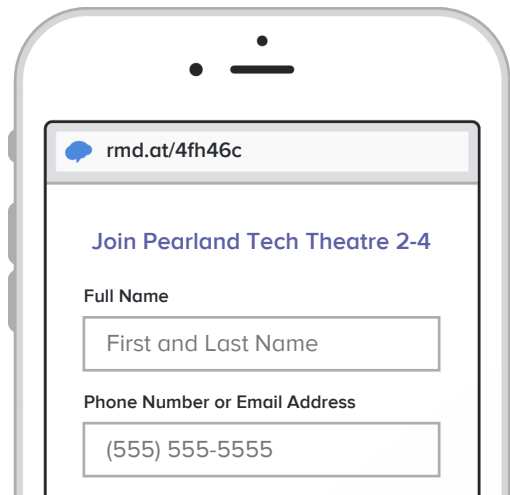 rmd.at/4fh46c
Join Pearland Tech Theatre 2-4
Full Name
First and Last Name
Phone Number or Email Address
(555) 555-5555